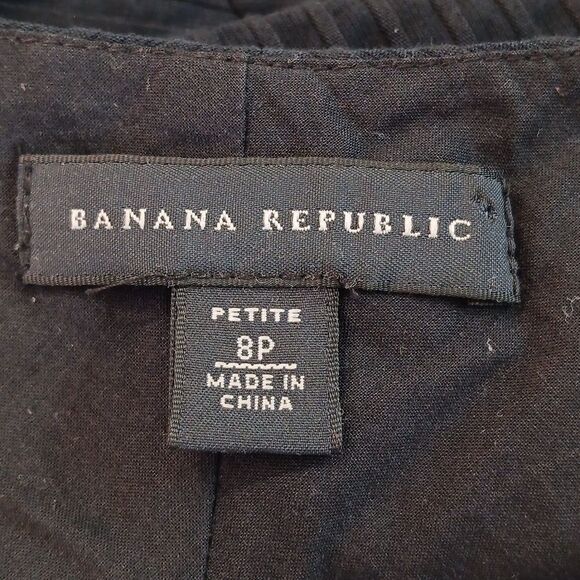 BANANA REPUBLIC
PETITE
8P
MADE IN
CHINA